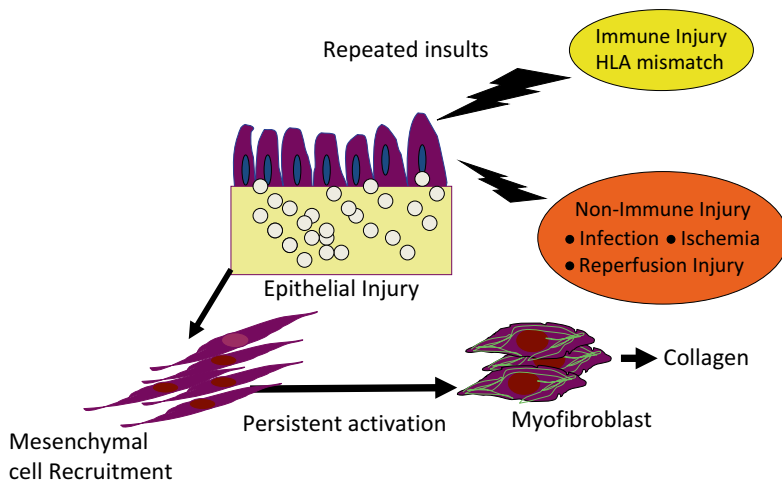 Repeated insults
Immune Injury
HLA mismatch
Non-Immune Injury
● Infection ● Ischemia
● Reperfusion Injury
Epithelial Injury
Mesenchymal
cell Recruitment
Persistent activation
Myofibroblast
Collagen